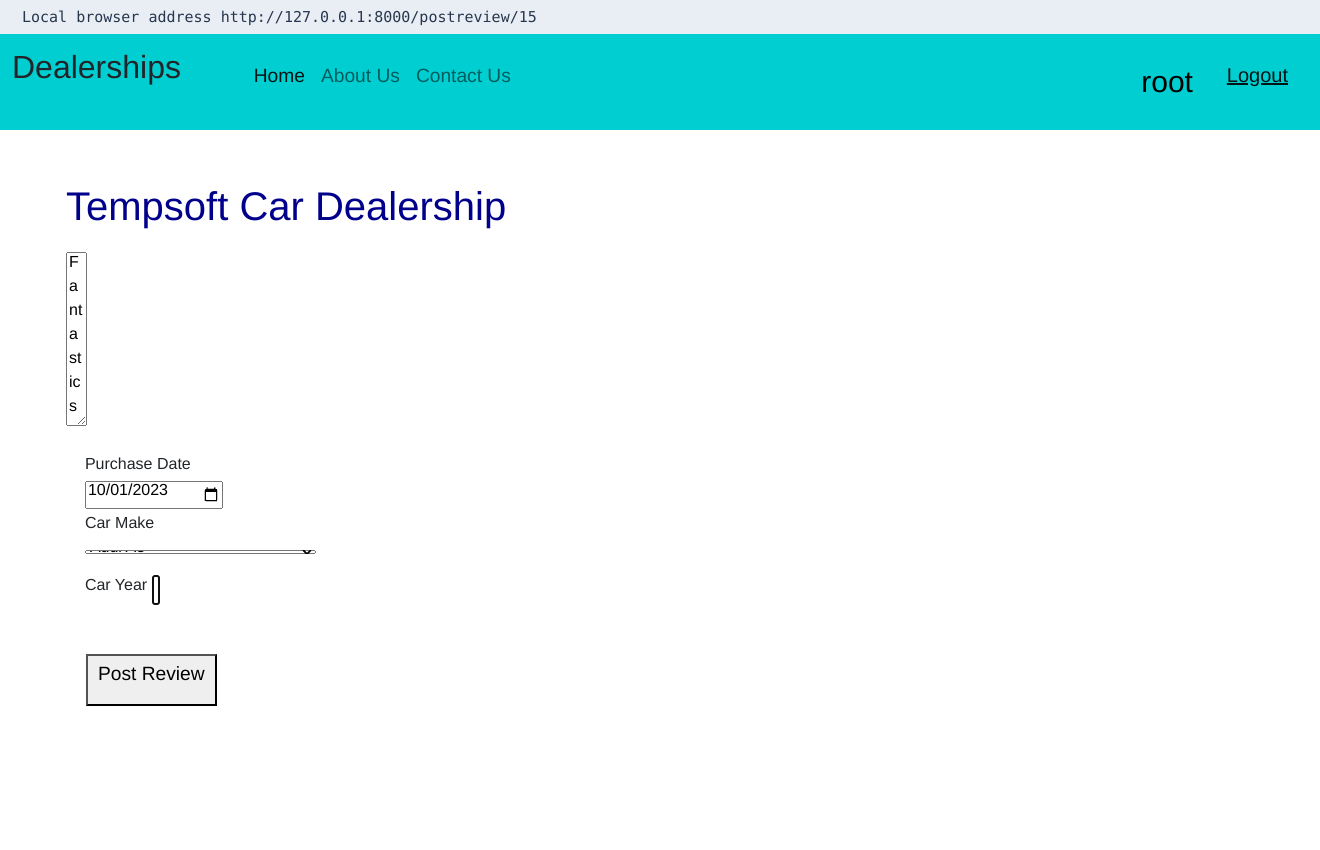 Local browser address http://127.0.0.1:8000/postreview/15
Dealerships
Home About Us Contact Us
root
Logout
Tempsoft Car Dealership
F
a
nt
a
st
ic
s
Purchase Date
10/01/2023
Car Make
Car Year
Post Review